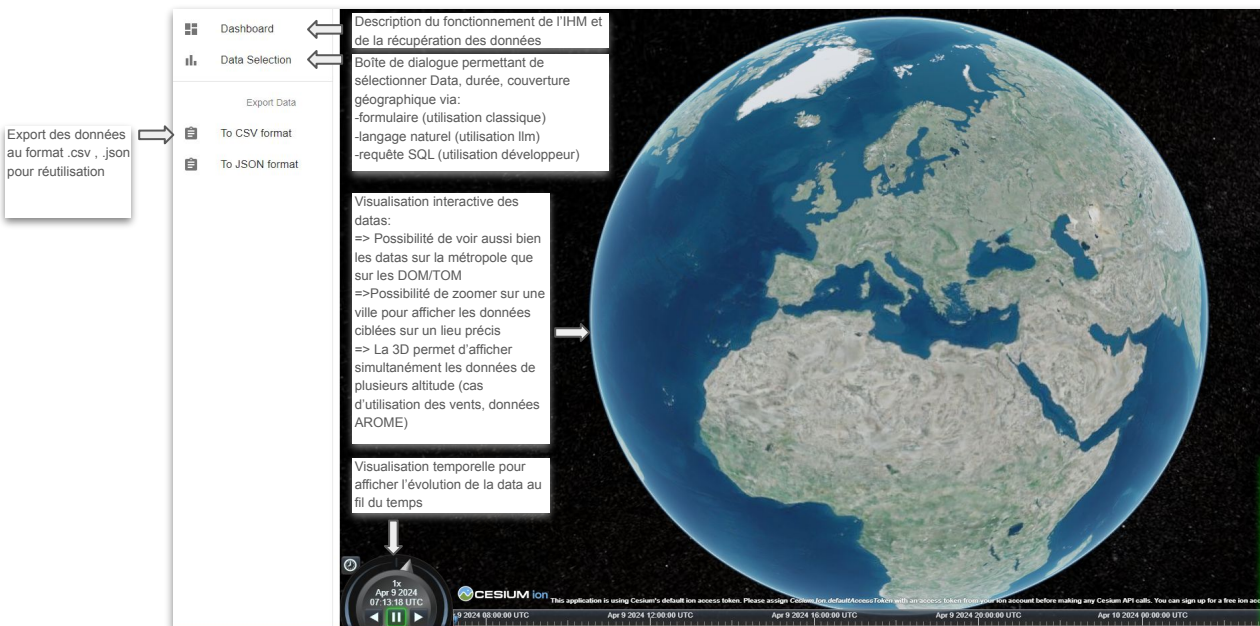 Dashboard
Data Selection
Export Data
To CSV format
To JSON format
Export des données
au format .csv , .json
pour réutilisation
Description du fonctionnement de l'IHM et
de la récupération des données
Boîte de dialogue permettant de
sélectionner Data, durée, couverture
géographique via:
-formulaire (utilisation classique)
-langage naturel (utilisation llm)
-requête SQL (utilisation développeur)
Visualisation interactive des
datas:
=> Possibilité de voir aussi bien
les datas sur la métropole que
sur les DOM/TOM
=>Possibilité de zoomer sur une
ville pour afficher les données
ciblées sur un lieu précis
=> La 3D permet d'afficher
simultanément les données de
plusieurs altitude (cas
d'utilisation des vents, données
AROME)
Visualisation temporelle pour
afficher l'évolution de la data au
fil du temps
1x
Apr 9 2024
07:13:18 UTC
CESIUM ion
This application is using Cesium's default ion access token. Please assign Cesium.Ion.defaultAccessToken with an access token from your ion account before making any Cesium API calls. You can sign up for a free ion acc
9 2024 08:00:00 UTC
Apr 9 2024 12:00:00 UTC
Apr 9 2024 16:00:00 UTC
Apr 9 2024 20:00:00 UTC
Apr 10 2024 00:00:00 UTC